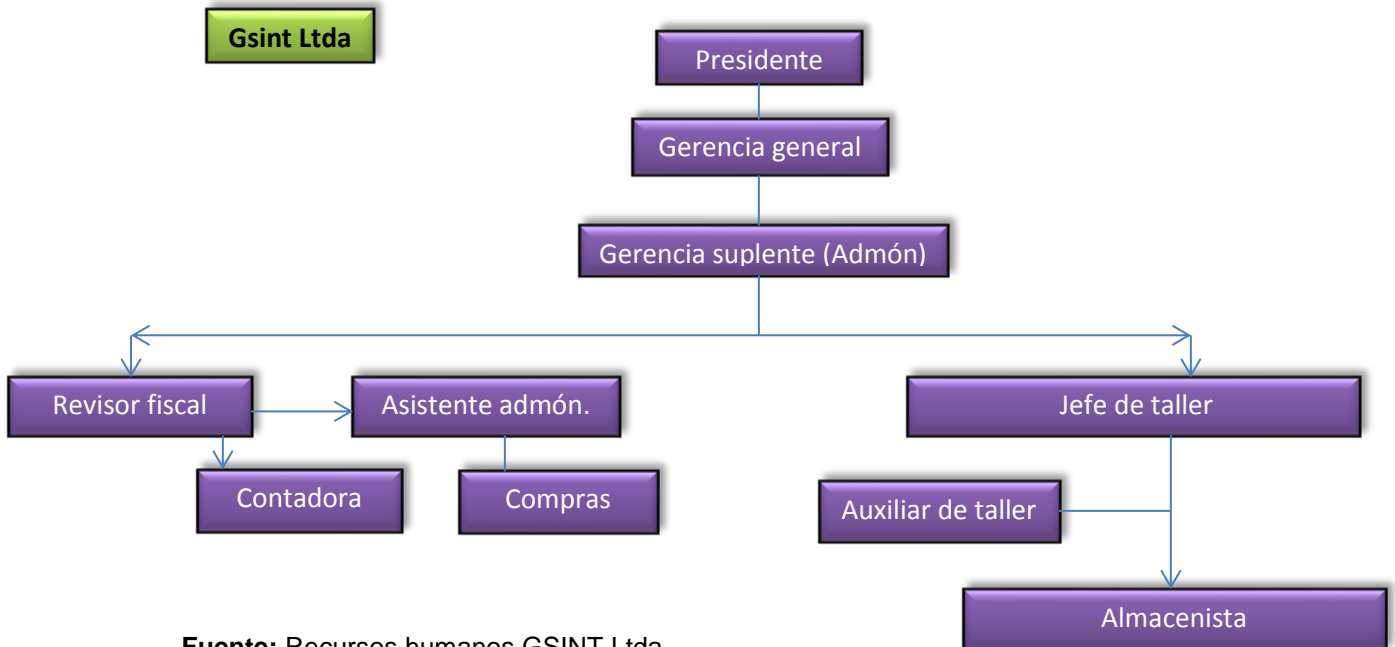 Gsint Ltda
Presidente
Gerencia general
Gerencia suplente (Admón)
Revisor fiscal
Asistente admón.
Jefe de taller
Contadora
Compras
Auxiliar de taller
Almacenista
Fuente: Recursos humanos GSINT Ltda